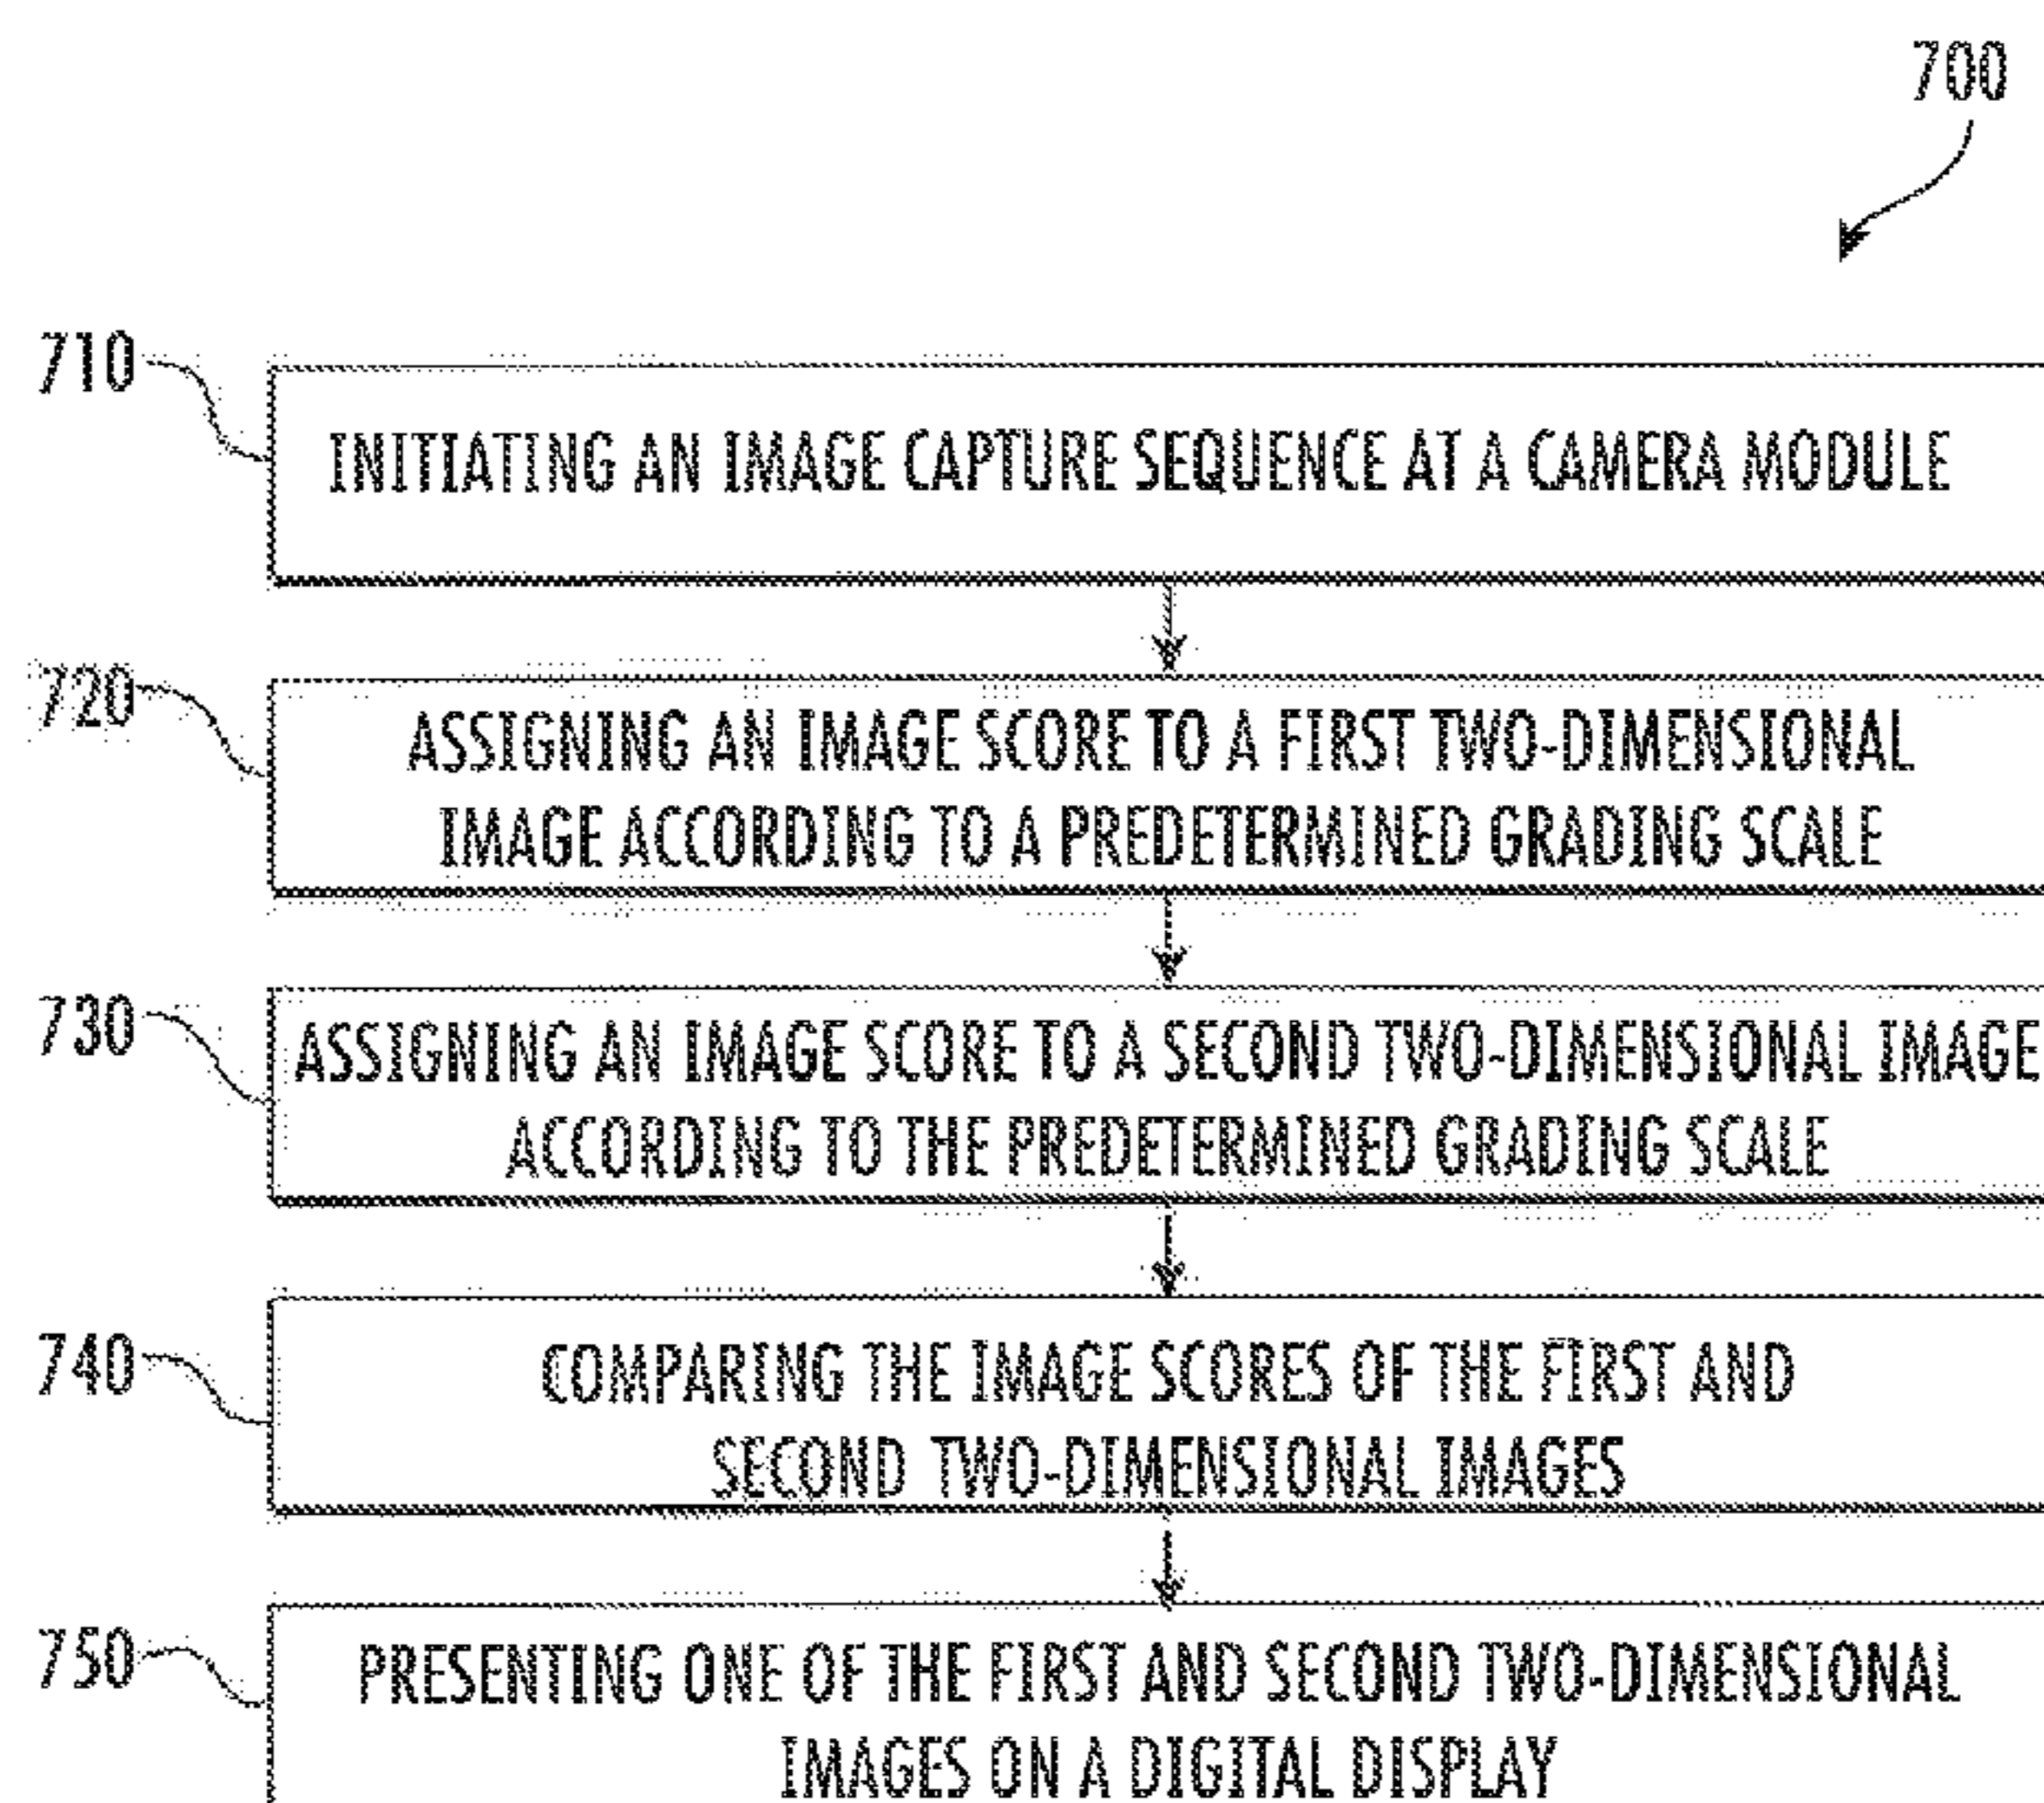 700
710
INITIATING AN IMAGE CAPTURE SEQUENCE AT A CAMERA MODULE
720
ASSIGNING AN IMAGE SCORE TO A FIRST TWO-DIMENSIONAL
IMAGE ACCORDING TO A PREDETERMINED GRADING SCALE
730
ASSIGNING AN IMAGE SCORE TO A SECOND TWO-DIMENSIONAL IMAGE
ACCORDING TO THE PREDETERMINED GRADING SCALE
740
COMPARING THE IMAGE SCORES OF THE FIRST AND
SECOND TWO-DIMENSIONAL IMAGES
750
PRESENTING ONE OF THE FIRST AND SECOND TWO-DIMENSIONAL
IMAGES ON A DIGITAL DISPLAY